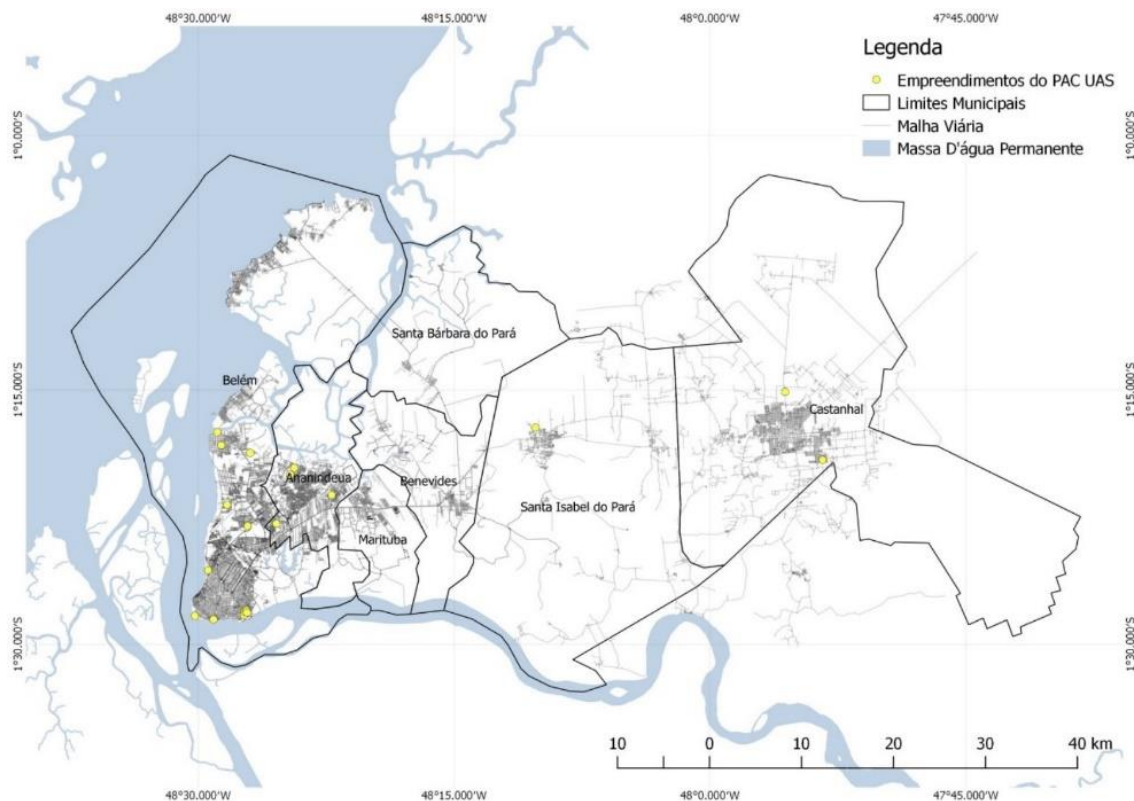 48°30.000'W 48°15.000'W 48°00.000'W 47°45.000'W
Legenda
Empreendimentos do PAC UAS
Limites Municipais
Malha Viária
Massa D'água Permanente
1°0.000'S 1°0.000'S
Santa Bárbara do Pará
Belém
1°15.000'S 1°15.000'S
Castanhal
Ananindeua
Benevides
Santa Isabel do Pará
Marituba
1°30.000'S 1°30.000'S
10 0 10 20 30 40 km
48°30.000'W 48°15.000'W 48°00.000'W 47°45.000'W